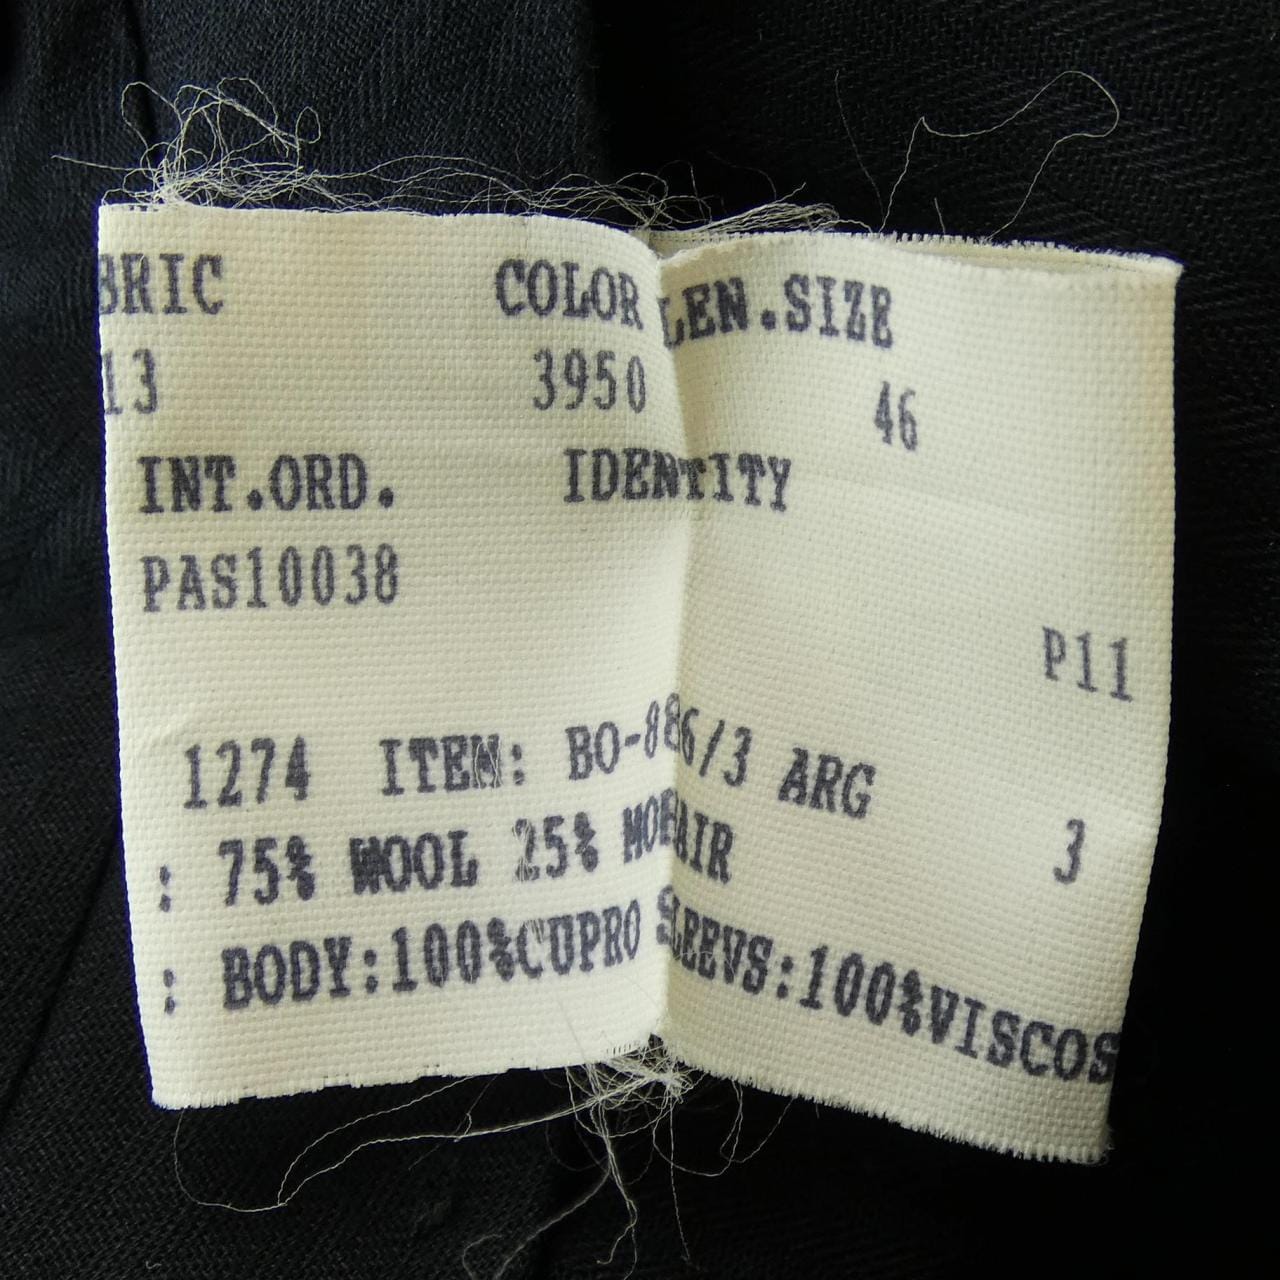 BRIC COLOR LEN.SIZE
13 3950 46
INT.ORD. IDENTITY
PAS10038
P11
1274 ITEM: BO-886/3 ARG
: 75% WOOL 25% MOHAIR 3
: BODY:100%CUPRO SLEEVS:100%VISCOS